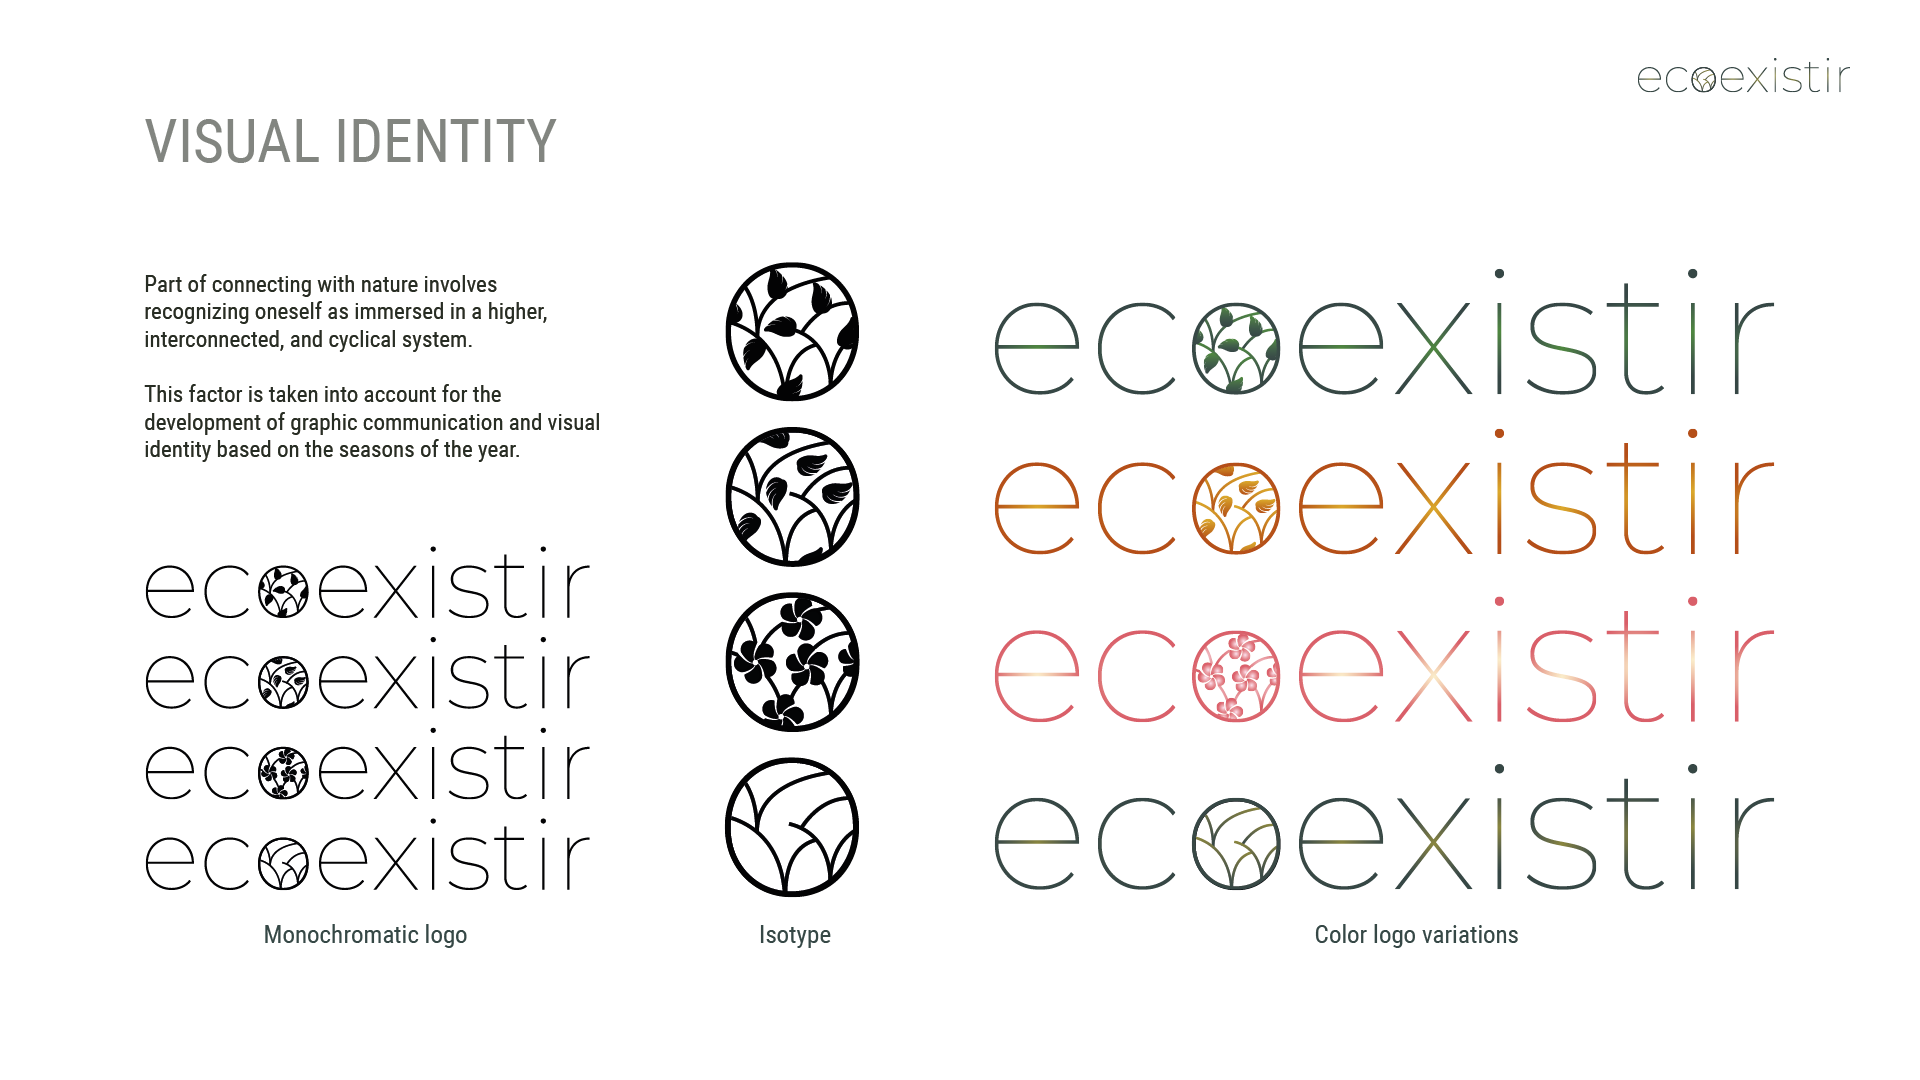 ecoexistir
VISUAL IDENTITY
Part of connecting with nature involves
recognizing oneself as immersed in a higher,
interconnected, and cyclical system.
This factor is taken into account for the
development of graphic communication and visual
identity based on the seasons of the year.
ecoexistir
ecoexistir
ecoexistir
ecoexistir
Monochromatic logo
Isotype
ecoexistir
ecoexistir
ecoexistir
ecoexistir
Color logo variations